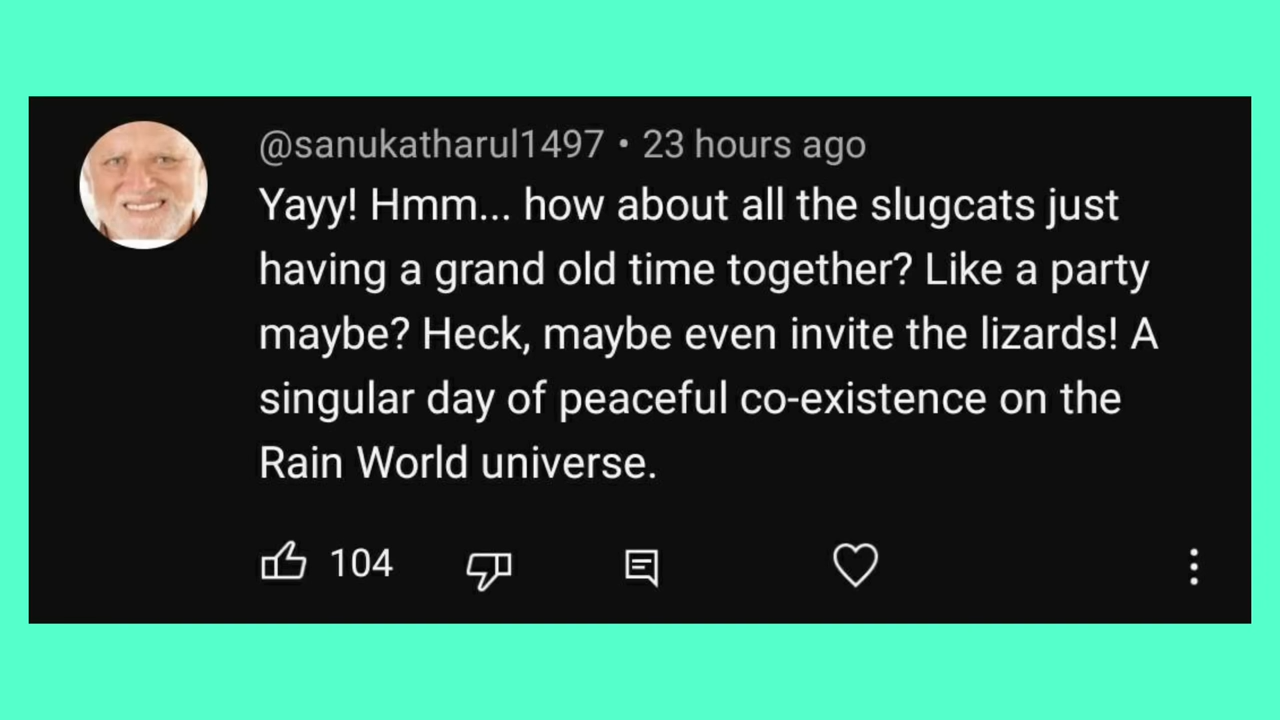 @sanukatharul1497 • 23 hours ago
Yayy! Hmm... how about all the slugcats just
having a grand old time together? Like a party
maybe? Heck, maybe even invite the lizards! A
singular day of peaceful co-existence on the
Rain World universe.
104